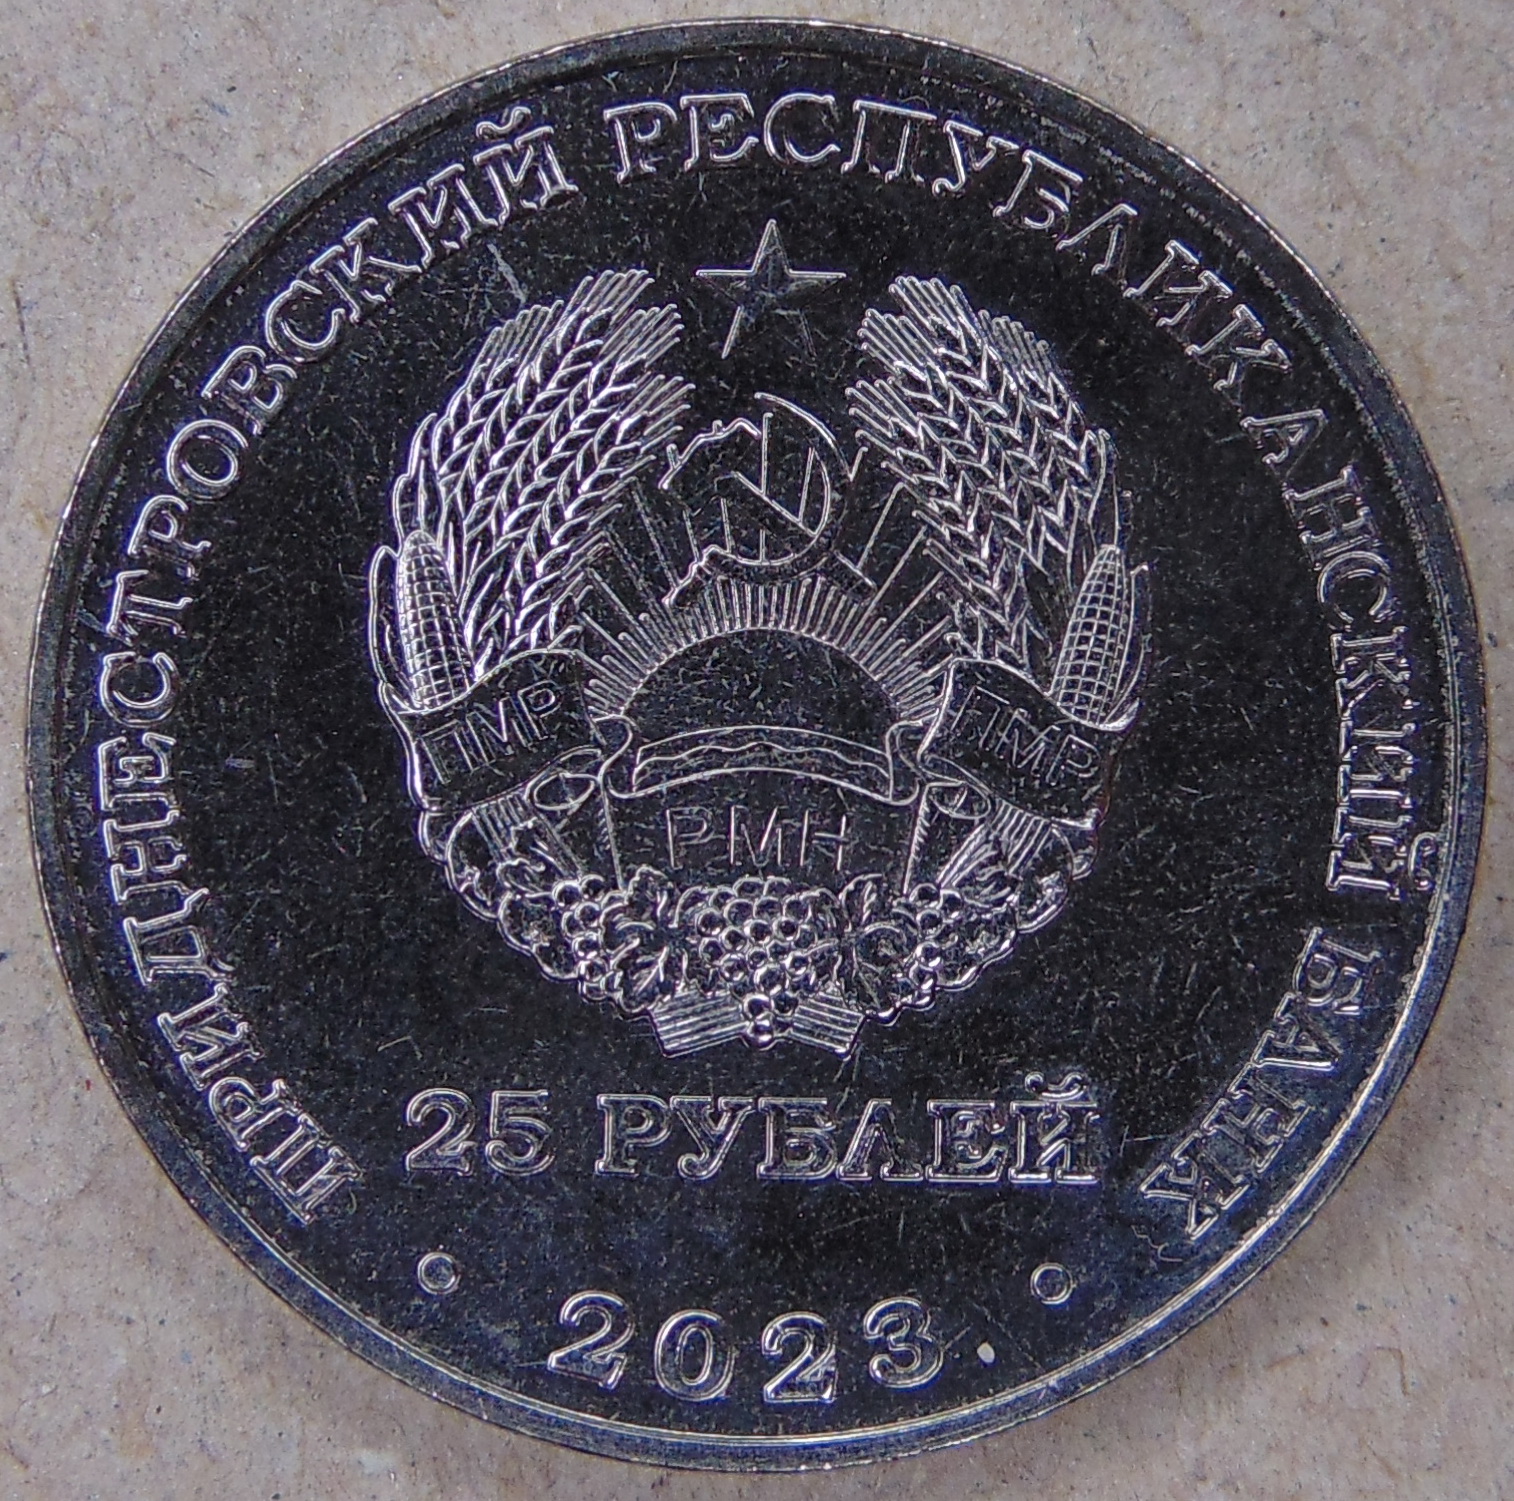 ПРИДНЕСТРОВСКИЙ РЕСПУБЛИКАНСКИЙ БАНК
ПМР
ПМР
РМН
25 РУБЛЕЙ
2023